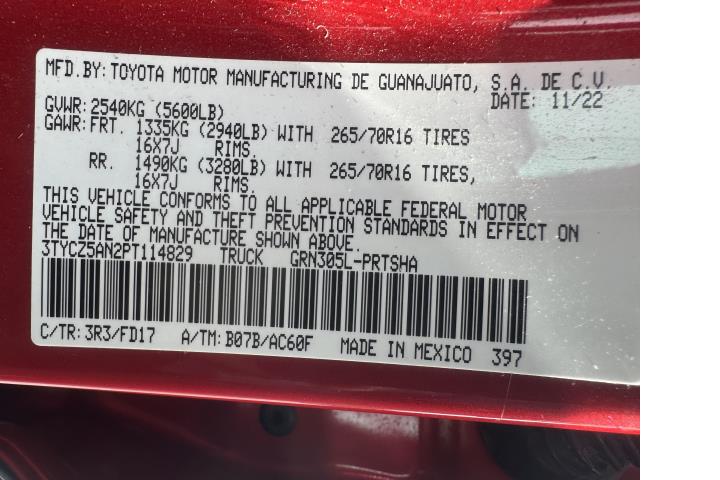 MFD.BY: TOYOTA MOTOR MANUFACTURING DE GUANAJUATO, S.A. DE C.V.
DATE: 11/22
GVWR: 2540KG (5600LB)
GAWR: FRT. 1335KG (2940LB) WITH 265/70R16 TIRES
16X7J RIMS.
RR. 1490KG (3280LB) WITH 265/70R16 TIRES,
16X7J RIMS.
THIS VEHICLE CONFORMS TO ALL APPLICABLE FEDERAL MOTOR
VEHICLE SAFETY AND THEFT PREVENTION STANDARDS IN EFFECT ON
THE DATE OF MANUFACTURE SHOWN ABOVE.
3TYCZ5AN2PT114829 TRUCK GRN305L-PRTSHA
C/TR: 3R3/FD17 A/TM: B07B/AC60F MADE IN MEXICO 397